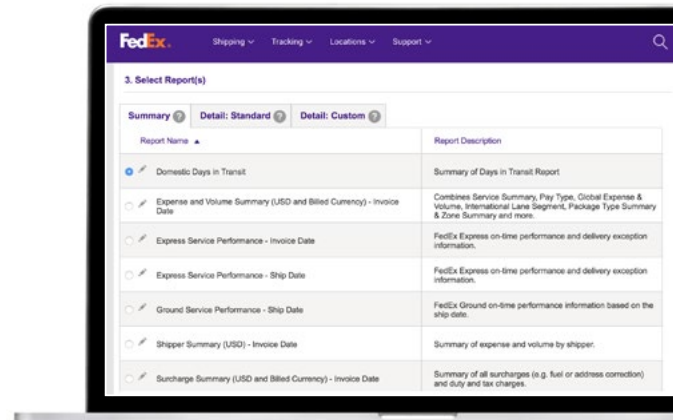 FedEx.
Shipping Tracking Locations Support
3. Select Report(s)
Summary ? Detail: Standard ? Detail: Custom ?
Report Name Report Description
Domestic Days in Transit Summary of Days in Transit Report
Expense and Volume Summary (USD and Billed Currency) - Invoice
Date
Combines Service Summary, Pay Type, Global Expense &
Volume, International Lane Segment, Package Type Summary
& Zone Summary and more.
Express Service Performance - Invoice Date
FedEx Express on-time performance and delivery exception
information.
Express Service Performance - Ship Date
FedEx Express on-time performance and delivery exception
information.
Ground Service Performance - Ship Date
FedEx Ground on-time performance information based on the
ship date.
Shipper Summary (USD) - Invoice Date Summary of expense and volume by shipper.
Surcharge Summary (USD and Billed Currency) - Invoice Date
Summary of all surcharges (e.g. fuel or address correction)
and duty and tax charges.